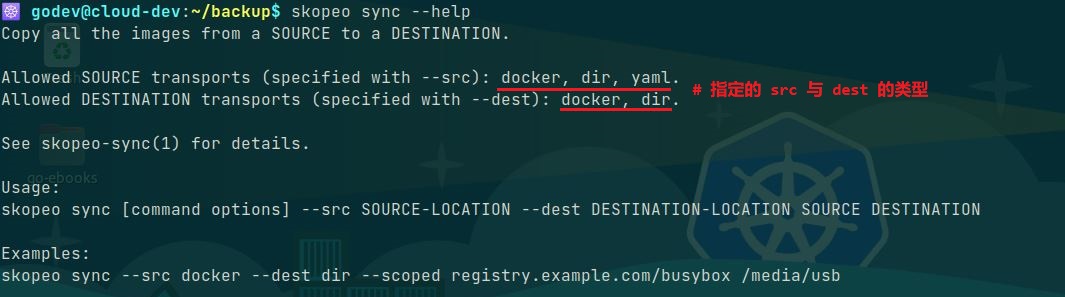 godev@cloud-dev:~/backup$ skopeo sync --help
Copy all the images from a SOURCE to a DESTINATION.
Allowed SOURCE transports (specified with --src): docker, dir, yaml.
Allowed DESTINATION transports (specified with --dest): docker, dir.
# 指定的 src 与 dest 的类型
See skopeo-sync(1) for details.
go-ebooks
Usage:
skopeo sync [command options] --src SOURCE-LOCATION --dest DESTINATION-LOCATION SOURCE DESTINATION
Examples:
skopeo sync --src docker --dest dir --scoped registry.example.com/busybox /media/usb